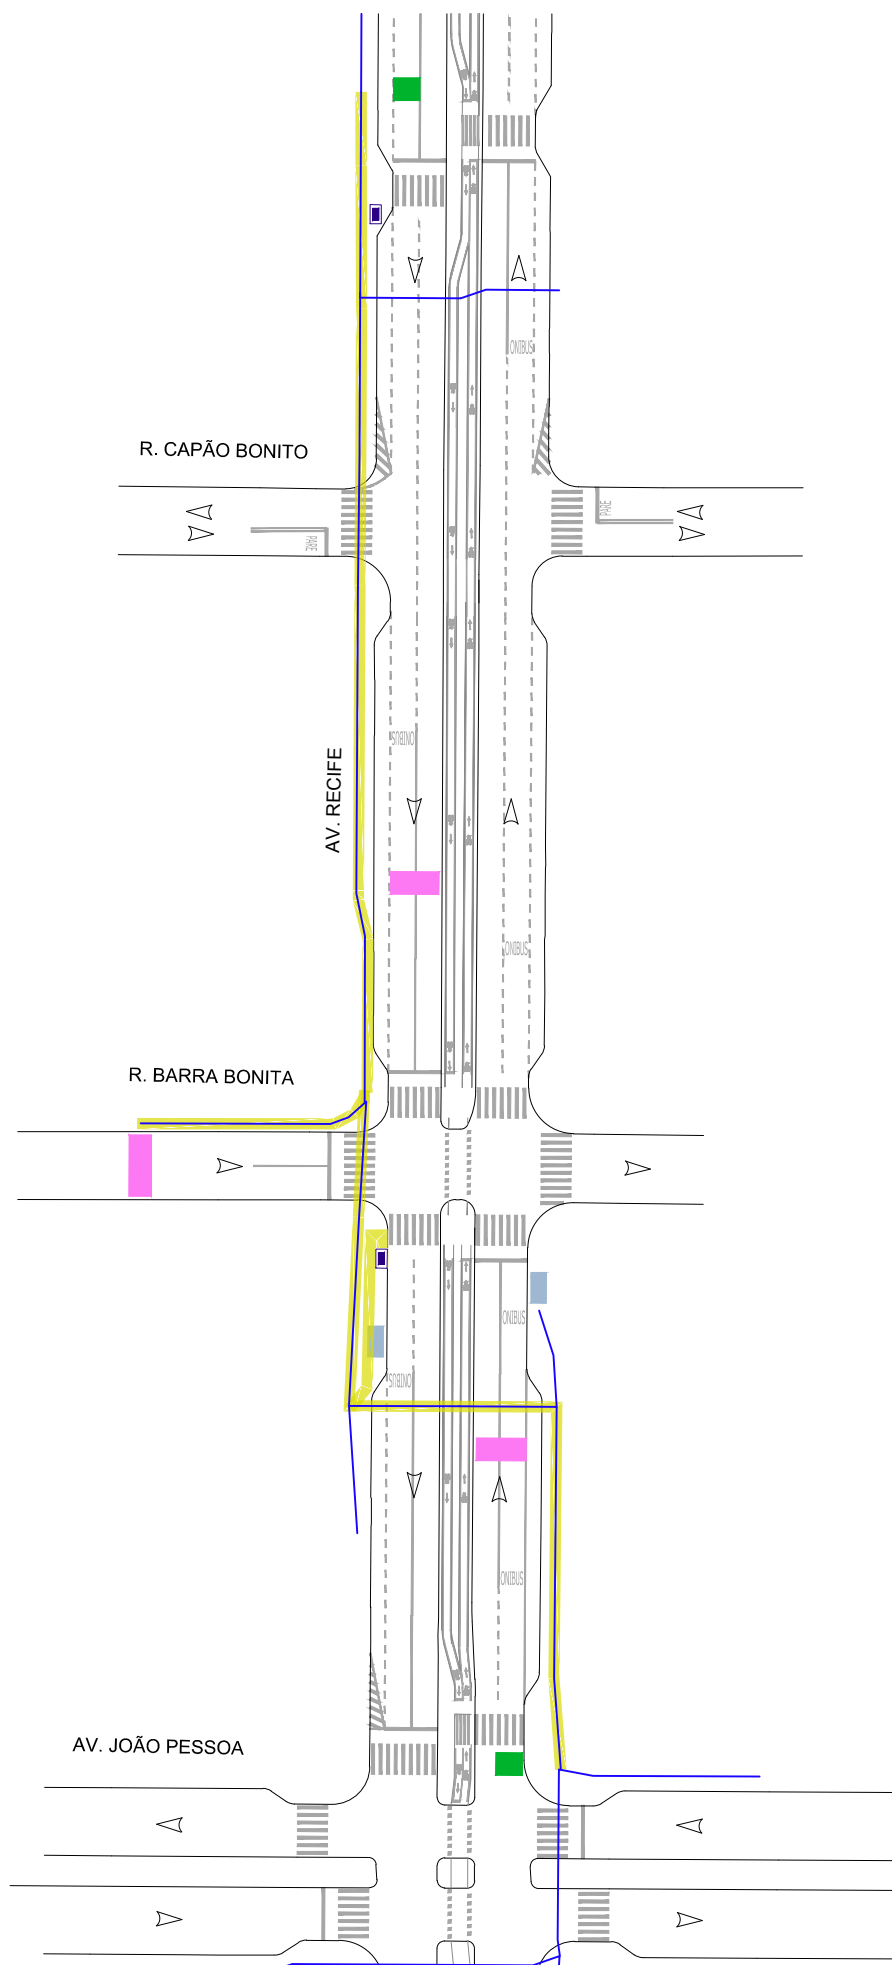 ONIBUS
R. CAPÃO BONITO
PARE
PARE
ONIBUS
AV. RECIFE
ONIBUS
R. BARRA BONITA
ONIBUS
ONIBUS
ONIBUS
AV. JOÃO PESSOA